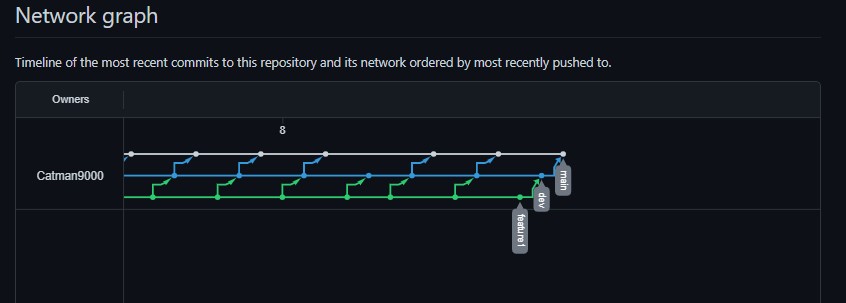 Network graph
Timeline of the most recent commits to this repository and its network ordered by most recently pushed to.
Owners
8
Catman9000
main
dev
feature1